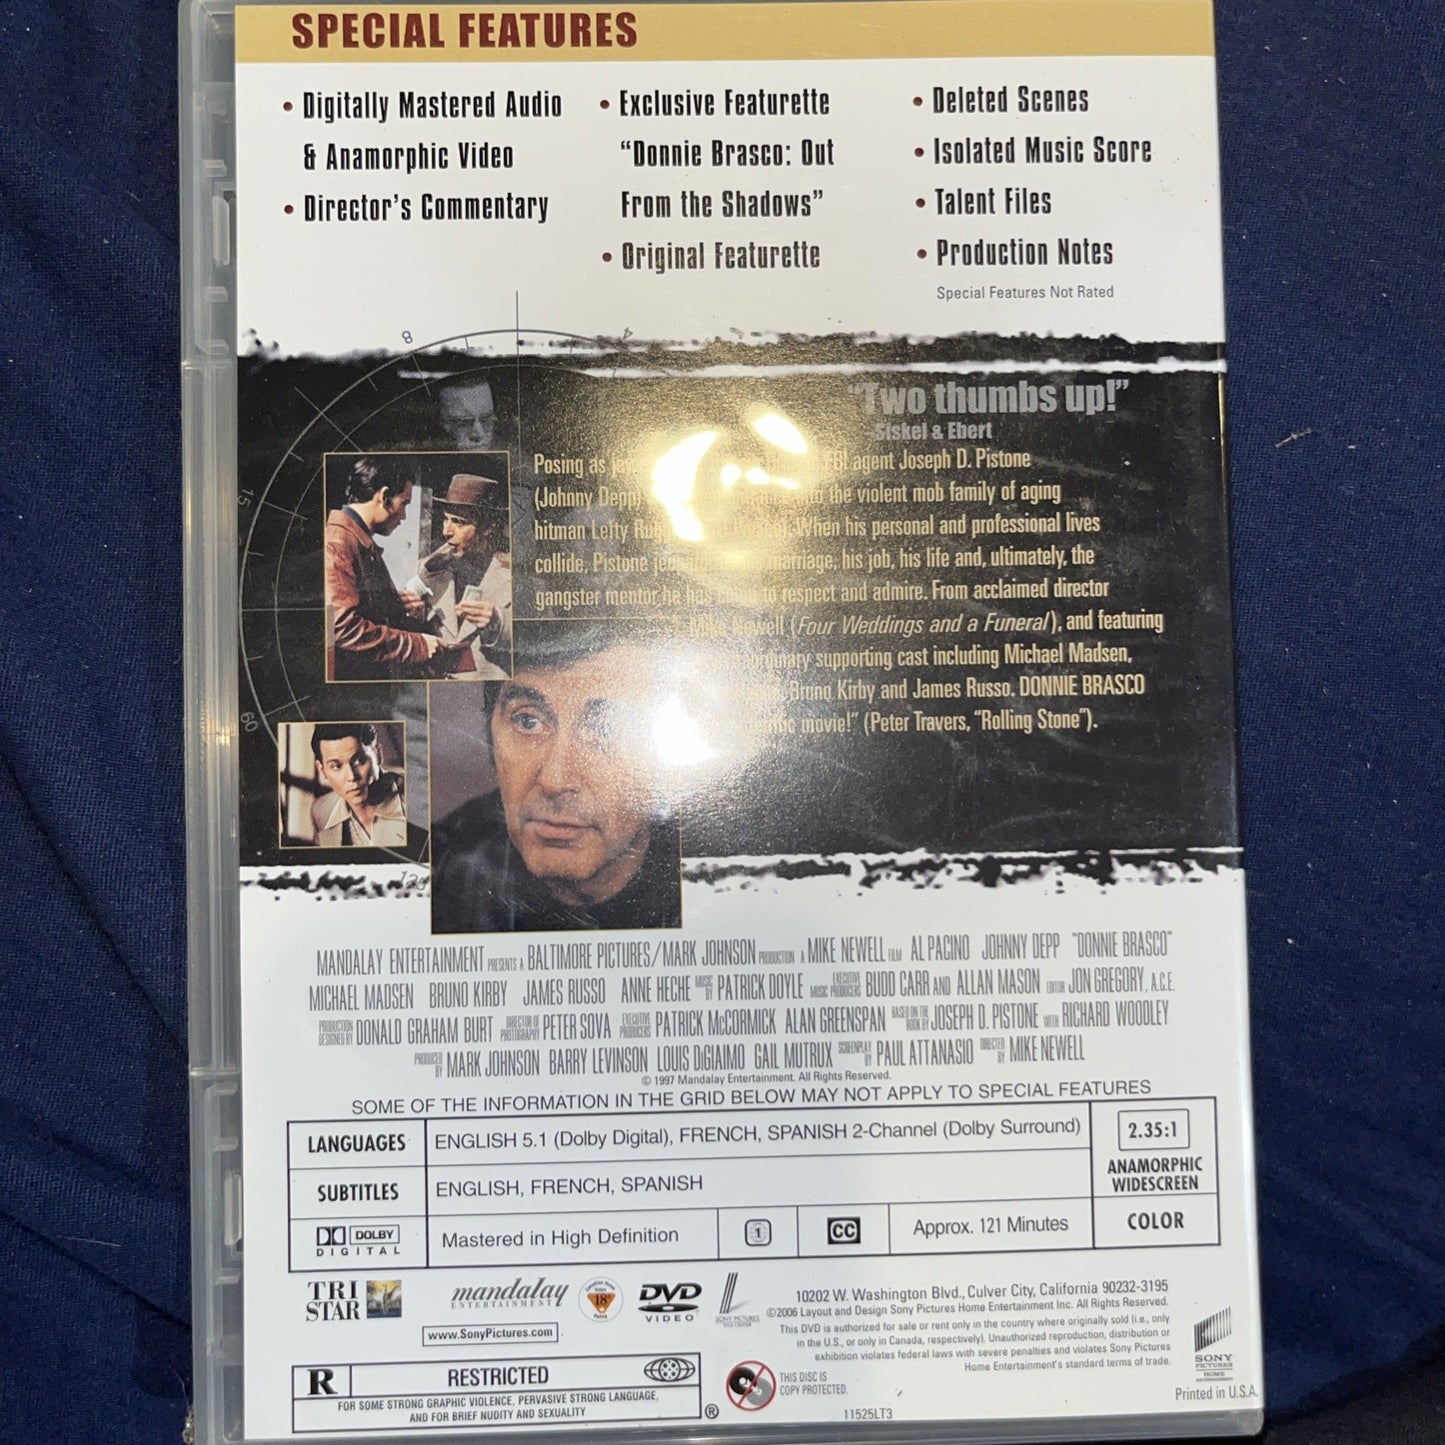 SPECIAL FEATURES
• Digitally Mastered Audio
& Anamorphic Video
• Director's Commentary
• Exclusive Featurette
"Donnie Brasco: Out
From the Shadows"
• Original Featurette
• Deleted Scenes
• Isolated Music Score
• Talent Files
• Production Notes
Special Features Not Rated
"Two thumbs up!"
Siskel & Ebert
Posing as agent Joseph D. Pistone
(Johnny Depp) the violent mob family of aging
hitman Lefty When his personal and professional lives
collide, Pistone marriage, his job, his life and, ultimately, the
gangster mentor he has to respect and admire. From acclaimed director
Mike Newell (Four Weddings and a Funeral), and featuring
supporting cast including Michael Madsen,
Bruno Kirby and James Russo. DONNIE BRASCO
movie!" (Peter Travers, "Rolling Stone").
MANDALAY ENTERTAINMENT PRESENTS A BALTIMORE PICTURES/MARK JOHNSON PRODUCTION A MIKE NEWELL FILM AL PACINO JOHNNY DEPP "DONNIE BRASCO"
MICHAEL MADSEN BRUNO KIRBY JAMES RUSSO ANNE HECHE MUSIC BY PATRICK DOYLE EXECUTIVE MUSIC PRODUCERS BUDD CARR AND ALLAN MASON EDITOR JON GREGORY, A.C.E.
PRODUCTION DESIGNED BY DONALD GRAHAM BURT DIRECTOR OF PHOTOGRAPHY PETER SOVA EXECUTIVE PRODUCERS PATRICK McCORMICK ALAN GREENSPAN BASED ON THE BOOK BY JOSEPH D. PISTONE WITH RICHARD WOODLEY
PRODUCED BY MARK JOHNSON BARRY LEVINSON LOUIS DiGIAIMO GAIL MUTRUX SCREENPLAY BY PAUL ATTANASIO DIRECTED BY MIKE NEWELL
© 1997 Mandalay Entertainment. All Rights Reserved.
SOME OF THE INFORMATION IN THE GRID BELOW MAY NOT APPLY TO SPECIAL FEATURES
LANGUAGES ENGLISH 5.1 (Dolby Digital), FRENCH, SPANISH 2-Channel (Dolby Surround)
SUBTITLES ENGLISH, FRENCH, SPANISH
DOLBY
DIGITAL
Mastered in High Definition 1 CC Approx. 121 Minutes
2.35:1
ANAMORPHIC
WIDESCREEN
COLOR
TRI
STAR
mandalay
ENTERTAINMENT
18
DVD
VIDEO
SONY PICTURES
DVD CENTER
www.SonyPictures.com
10202 W. Washington Blvd., Culver City, California 90232-3195
©2006 Layout and Design Sony Pictures Home Entertainment Inc. All Rights Reserved.
This DVD is authorized for sale or rent only in the country where originally sold (i.e., only
in the U.S., or only in Canada, respectively). Unauthorized reproduction, distribution or
exhibition violates federal laws with severe penalties and violates Sony Pictures
Home Entertainment's standard terms of trade.
SONY
PICTURES
HOME
ENTERTAINMENT
R RESTRICTED
FOR SOME STRONG GRAPHIC VIOLENCE, PERVASIVE STRONG LANGUAGE,
AND FOR BRIEF NUDITY AND SEXUALITY
®
THIS DISC IS
COPY PROTECTED.
11525LT3
Printed in U.S.A.